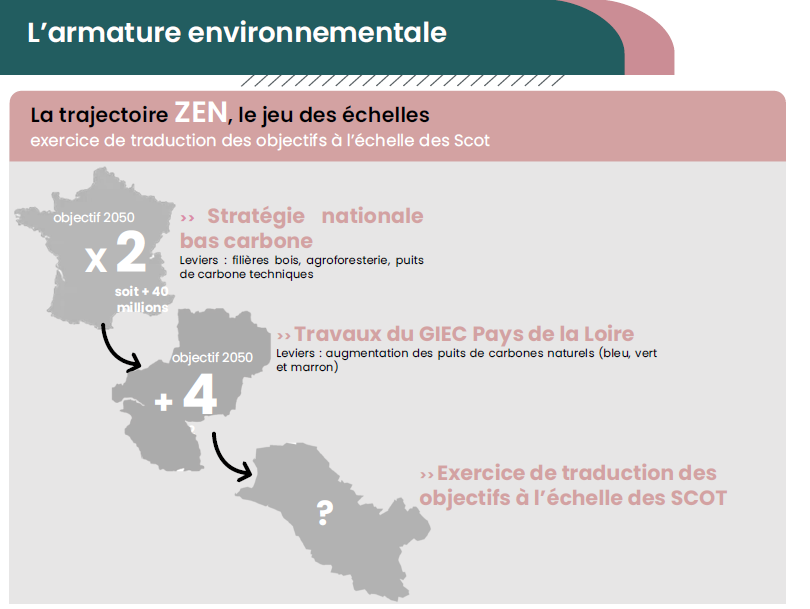 L’armature environnementale
La trajectoire ZEN, le jeu des échelles
exercice de traduction des objectifs à l’échelle des Scot
objectif 2050
x 2
soit + 40
millions
>> Stratégie nationale
bas carbone
Leviers : filières bois, agroforesterie, puits
de carbone techniques
objectif 2050
+ 4
>> Travaux du GIEC Pays de la Loire
Leviers : augmentation des puits de carbones naturels (bleu, vert
et marron)
?
>> Exercice de traduction des
objectifs à l’échelle des SCOT